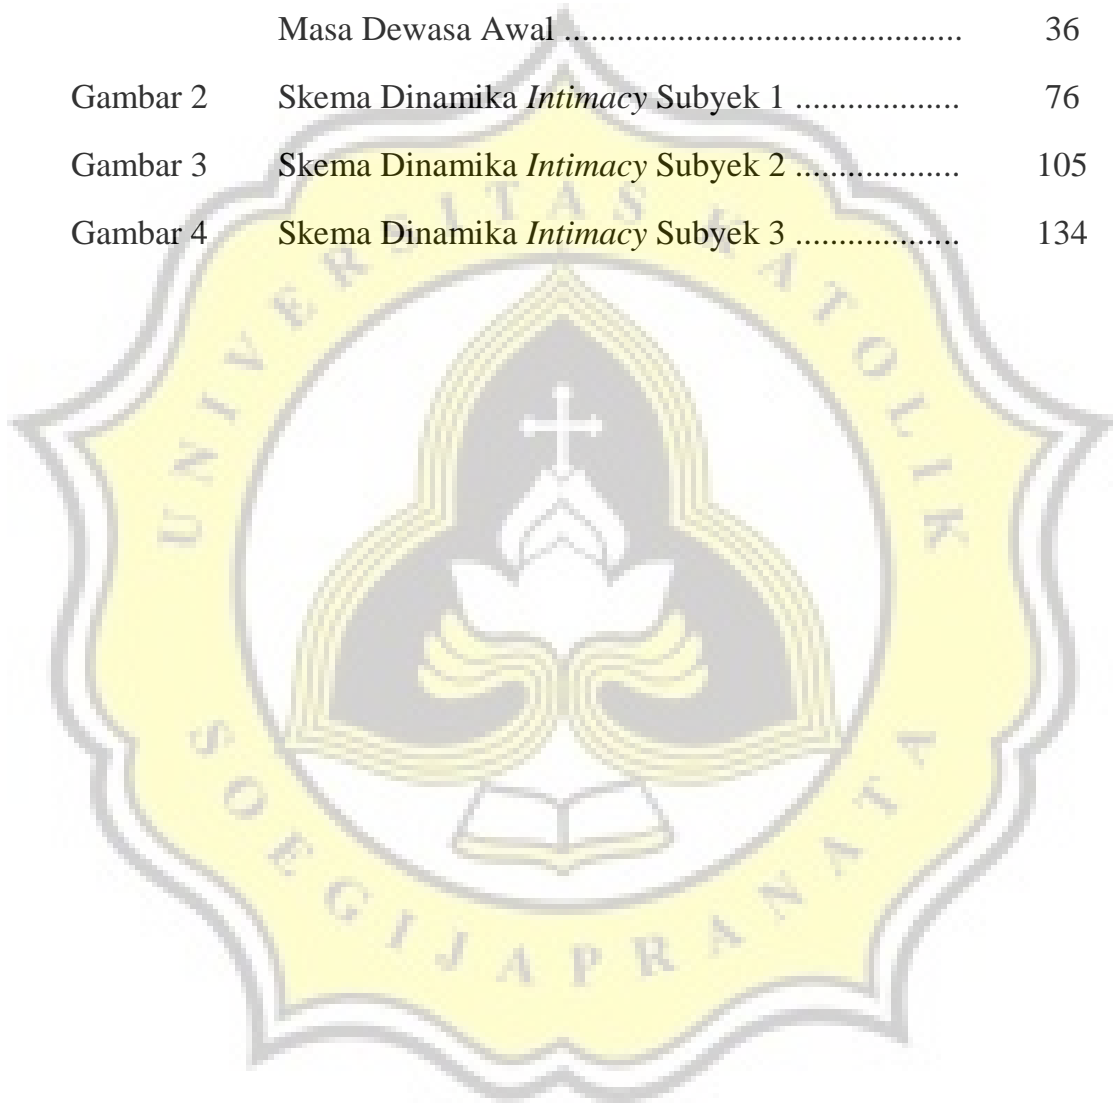 Masa Dewasa Awal ........................................... 36
Gambar 2 Skema Dinamika Intimacy Subyek 1 ................... 76
Gambar 3 Skema Dinamika Intimacy Subyek 2 .................. 105
Gambar 4 Skema Dinamika Intimacy Subyek 3 .................. 134
UNIVERSITAS KATOLIK
SOEGIJAPRANATA